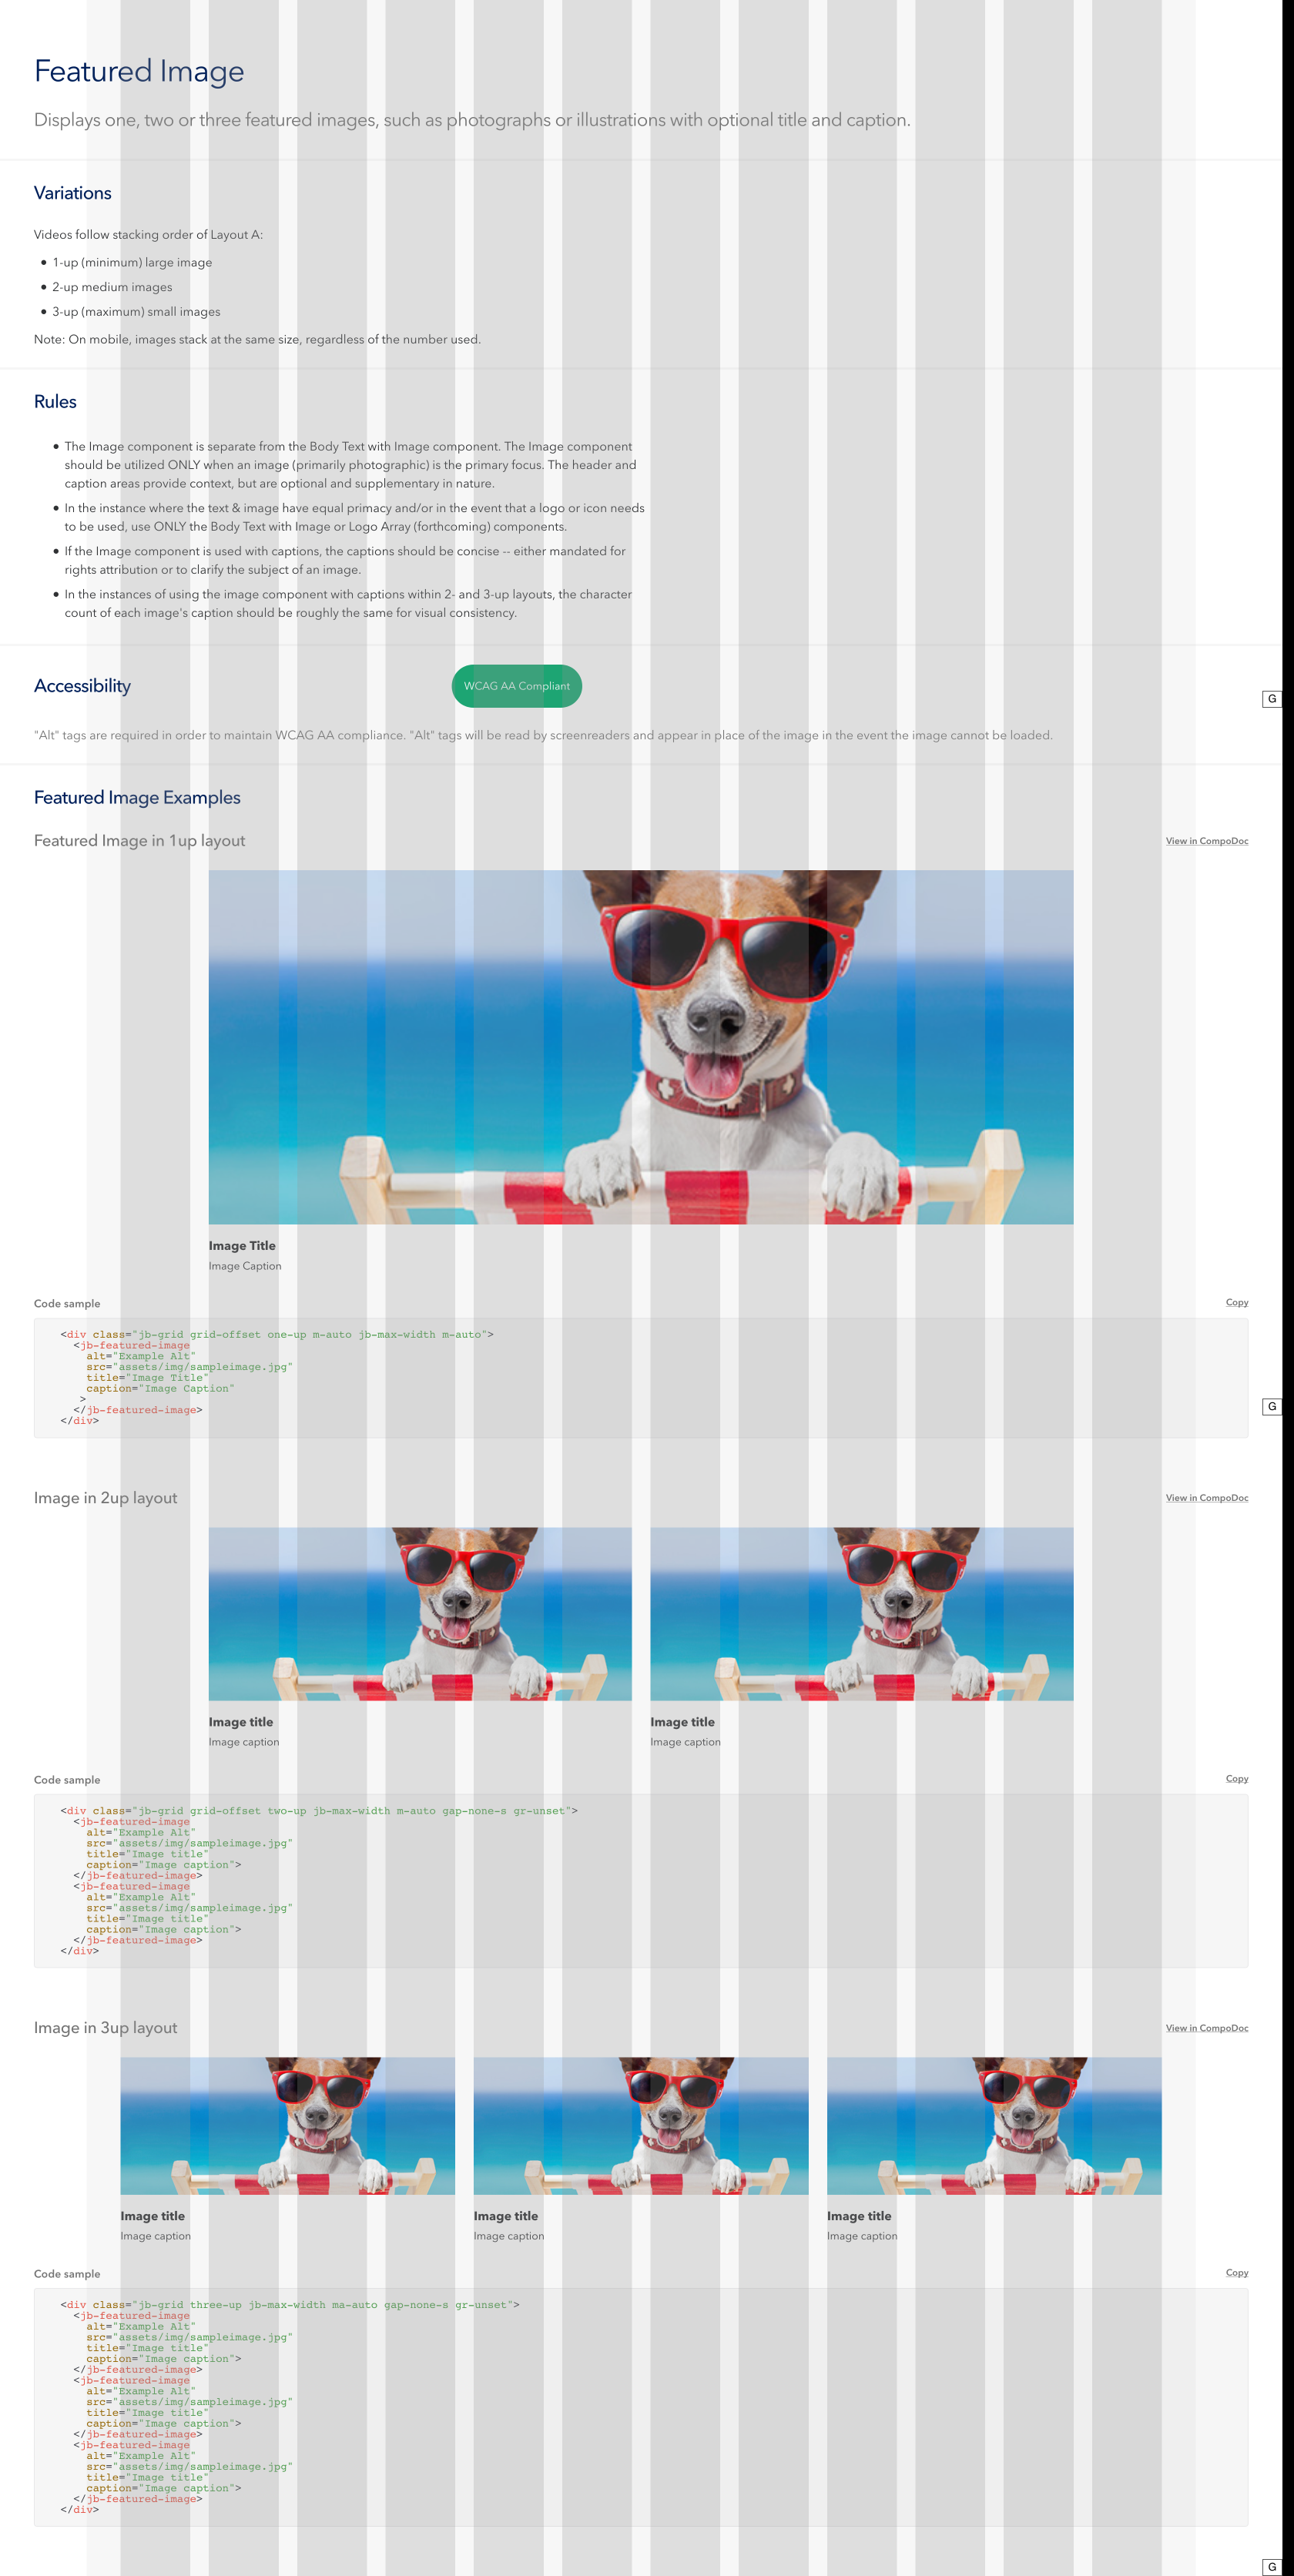 Featured Image
Displays one, two or three featured images, such as photographs or illustrations with optional title and caption.
Variations
Videos follow stacking order of Layout A:
• 1-up (minimum) large image
• 2-up medium images
• 3-up (maximum) small images
Note: On mobile, images stack at the same size, regardless of the number used.
Rules
• The Image component is separate from the Body Text with Image component. The Image component
should be utilized ONLY when an image (primarily photographic) is the primary focus. The header and
caption areas provide context, but are optional and supplementary in nature.
• In the instance where the text & image have equal primacy and/or in the event that a logo or icon needs
to be used, use ONLY the Body Text with Image or Logo Array (forthcoming) components.
• If the Image component is used with captions, the captions should be concise -- either mandated for
rights attribution or to clarify the subject of an image.
• In the instances of using the image component with captions within 2- and 3-up layouts, the character
count of each image's caption should be roughly the same for visual consistency.
Accessibility
WCAG AA Compliant
G
"Alt" tags are required in order to maintain WCAG AA compliance. "Alt" tags will be read by screenreaders and appear in place of the image in the event the image cannot be loaded.
Featured Image Examples
Featured Image in 1up layout
View in CompoDoc
Image Title
Image Caption
Code sample
Copy
<div class="jb-grid grid-offset one-up m-auto jb-max-width m-auto">
<jb-featured-image
alt="Example Alt"
src="assets/img/sampleimage.jpg"
title="Image Title"
caption="Image Caption"
>
</jb-featured-image>
</div>
G
Image in 2up layout
View in CompoDoc
Image title
Image caption
Image title
Image caption
Code sample
Copy
<div class="jb-grid grid-offset two-up jb-max-width m-auto gap-none-s gr-unset">
<jb-featured-image
alt="Example Alt"
src="assets/img/sampleimage.jpg"
title="Image title"
caption="Image caption">
</jb-featured-image>
<jb-featured-image
alt="Example Alt"
src="assets/img/sampleimage.jpg"
title="Image title"
caption="Image caption">
</jb-featured-image>
</div>
Image in 3up layout
View in CompoDoc
Image title
Image caption
Image title
Image caption
Image title
Image caption
Code sample
Copy
<div class="jb-grid three-up jb-max-width ma-auto gap-none-s gr-unset">
<jb-featured-image
alt="Example Alt"
src="assets/img/sampleimage.jpg"
title="Image title"
caption="Image caption">
</jb-featured-image>
<jb-featured-image
alt="Example Alt"
src="assets/img/sampleimage.jpg"
title="Image title"
caption="Image caption">
</jb-featured-image>
<jb-featured-image
alt="Example Alt"
src="assets/img/sampleimage.jpg"
title="Image title"
caption="Image caption">
</jb-featured-image>
</div>
G